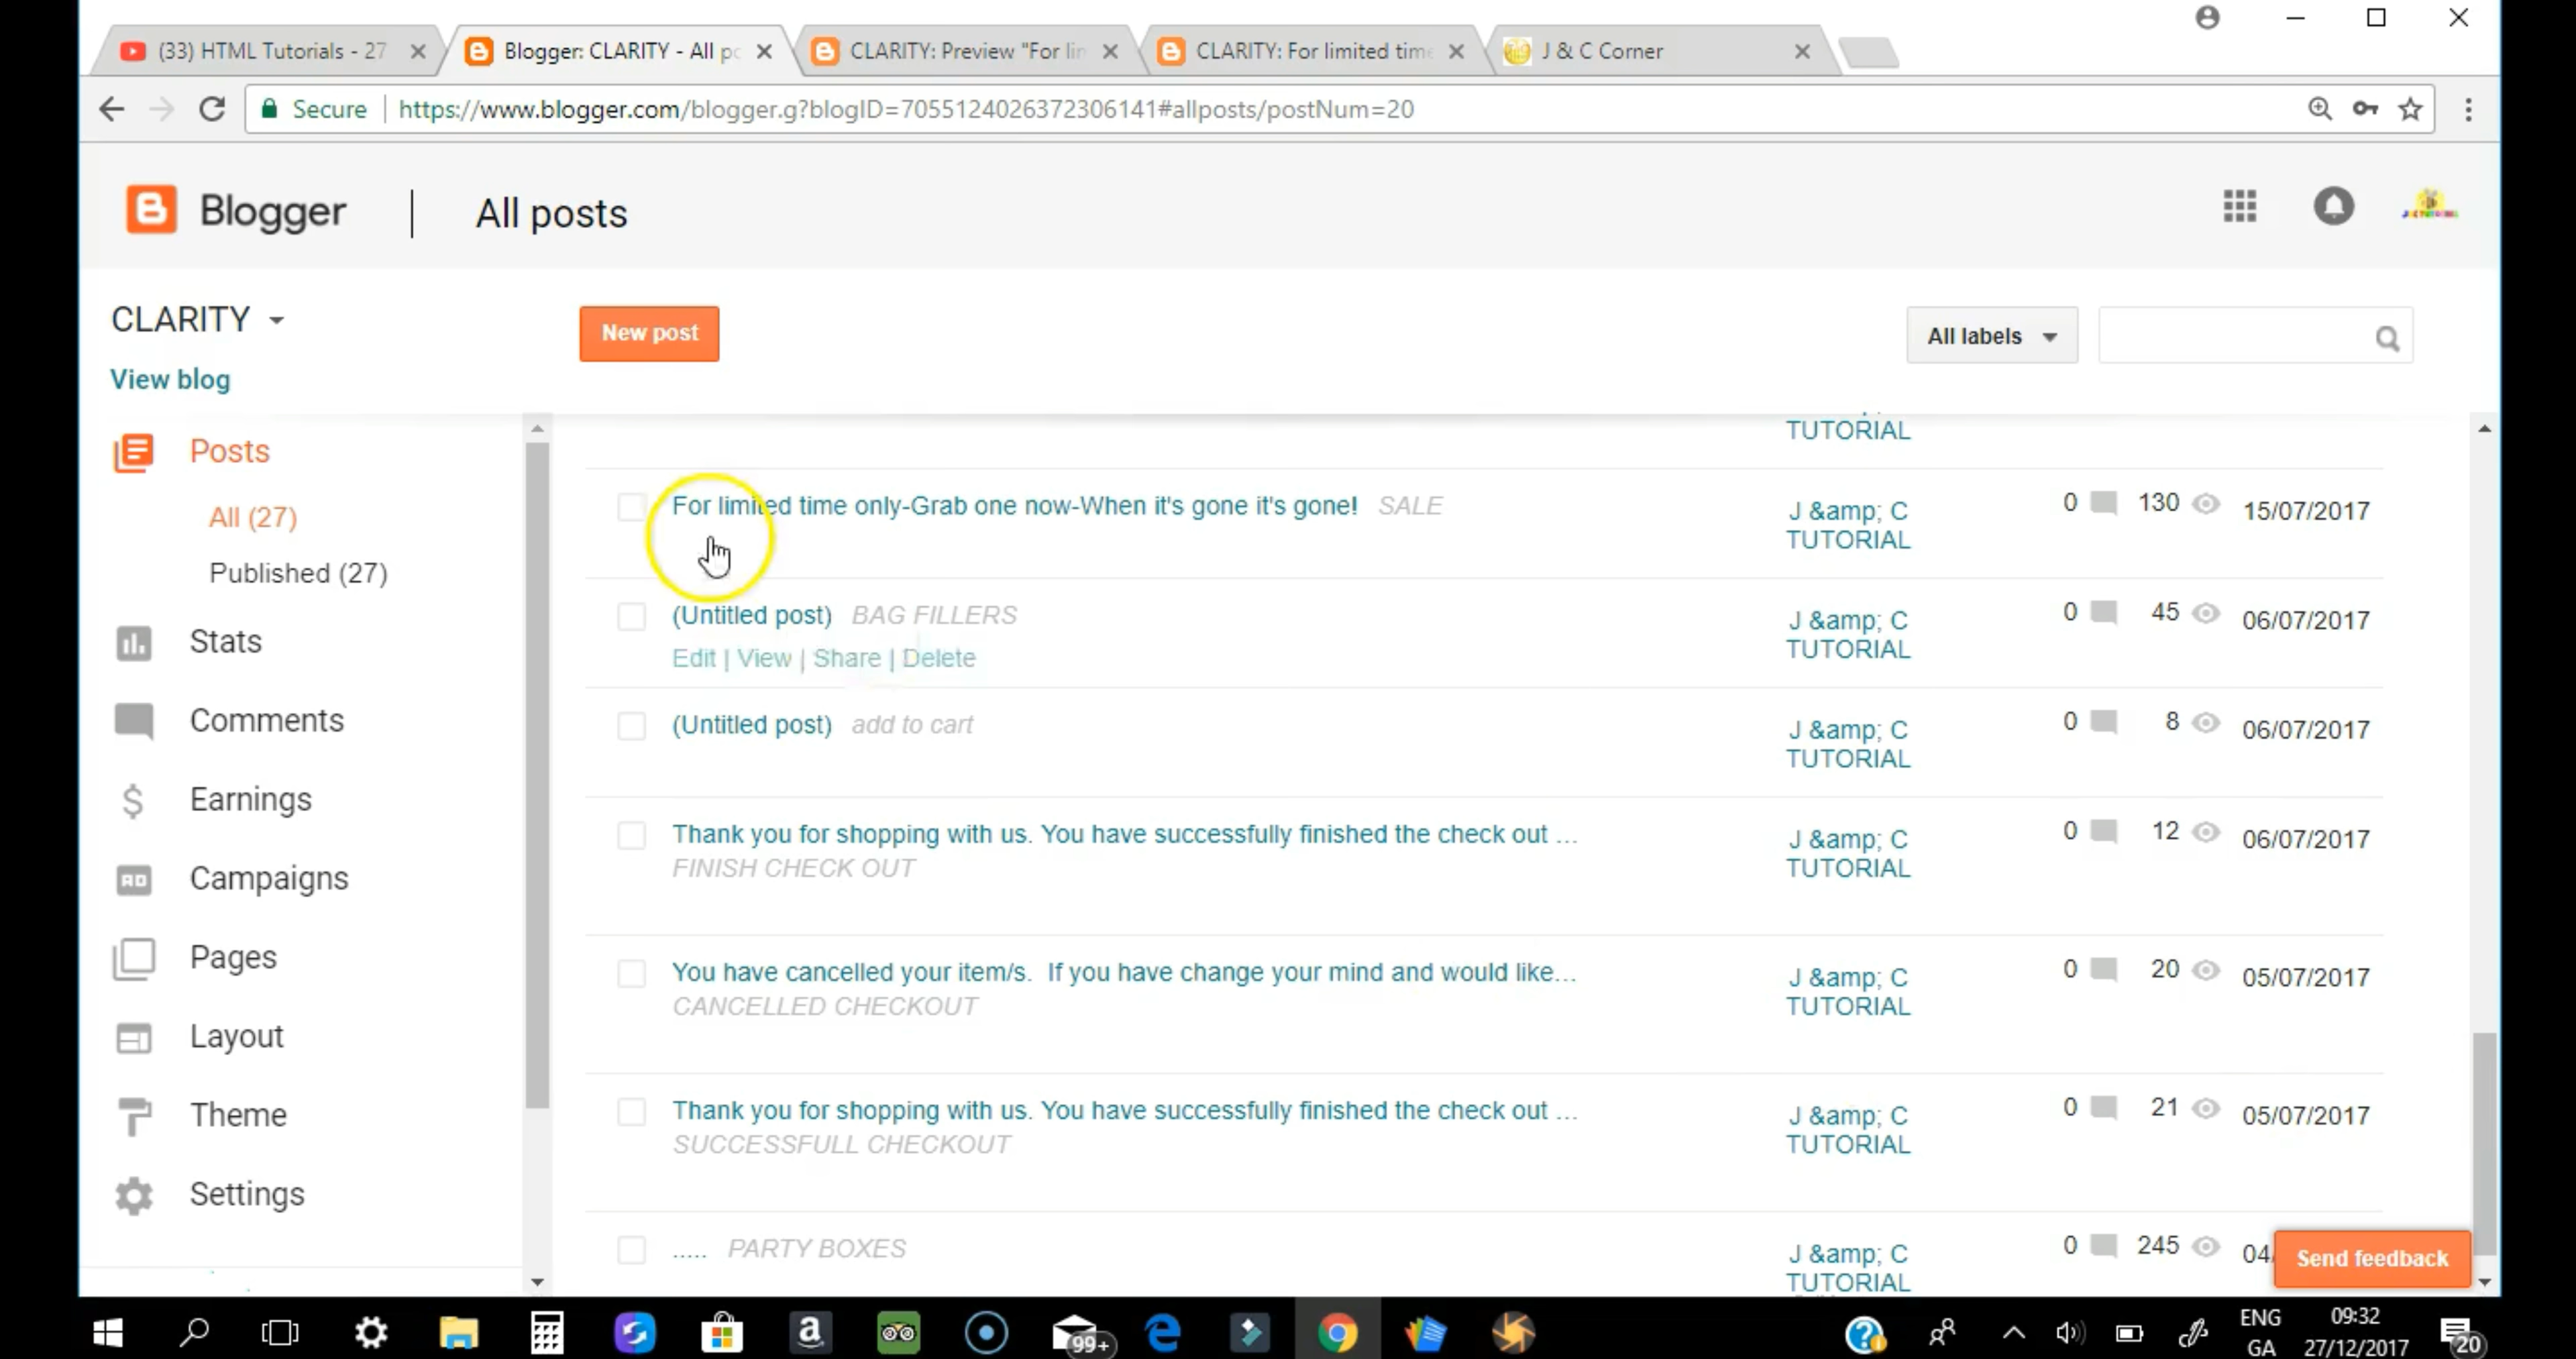 (33) HTML Tutorials - 27
Blogger: CLARITY - All po
CLARITY: Preview "For lin
CLARITY: For limited time
J & C Corner
Secure
https://www.blogger.com/blogger.g?blogID=7055124026372306141#allposts/postNum=20
Blogger
All posts
CLARITY
New post
All labels
View blog
Posts
All (27)
Published (27)
Stats
Comments
Earnings
Campaigns
Pages
Layout
Theme
Settings
TUTORIAL
For limited time only-Grab one now-When it's gone it's gone! SALE
J &amp; C
TUTORIAL
0 130 15/07/2017
(Untitled post) BAG FILLERS
Edit | View | Share | Delete
J &amp; C
TUTORIAL
0 45 06/07/2017
(Untitled post) add to cart
J &amp; C
TUTORIAL
0 8 06/07/2017
Thank you for shopping with us. You have successfully finished the check out ...
FINISH CHECK OUT
J &amp; C
TUTORIAL
0 12 06/07/2017
You have cancelled your item/s. If you have change your mind and would like...
CANCELLED CHECKOUT
J &amp; C
TUTORIAL
0 20 05/07/2017
Thank you for shopping with us. You have successfully finished the check out ...
SUCCESSFULL CHECKOUT
J &amp; C
TUTORIAL
0 21 05/07/2017
..... PARTY BOXES
J &amp; C
TUTORIAL
0 245 04/
Send feedback
99+
ENG
GA
09:32
27/12/2017
20